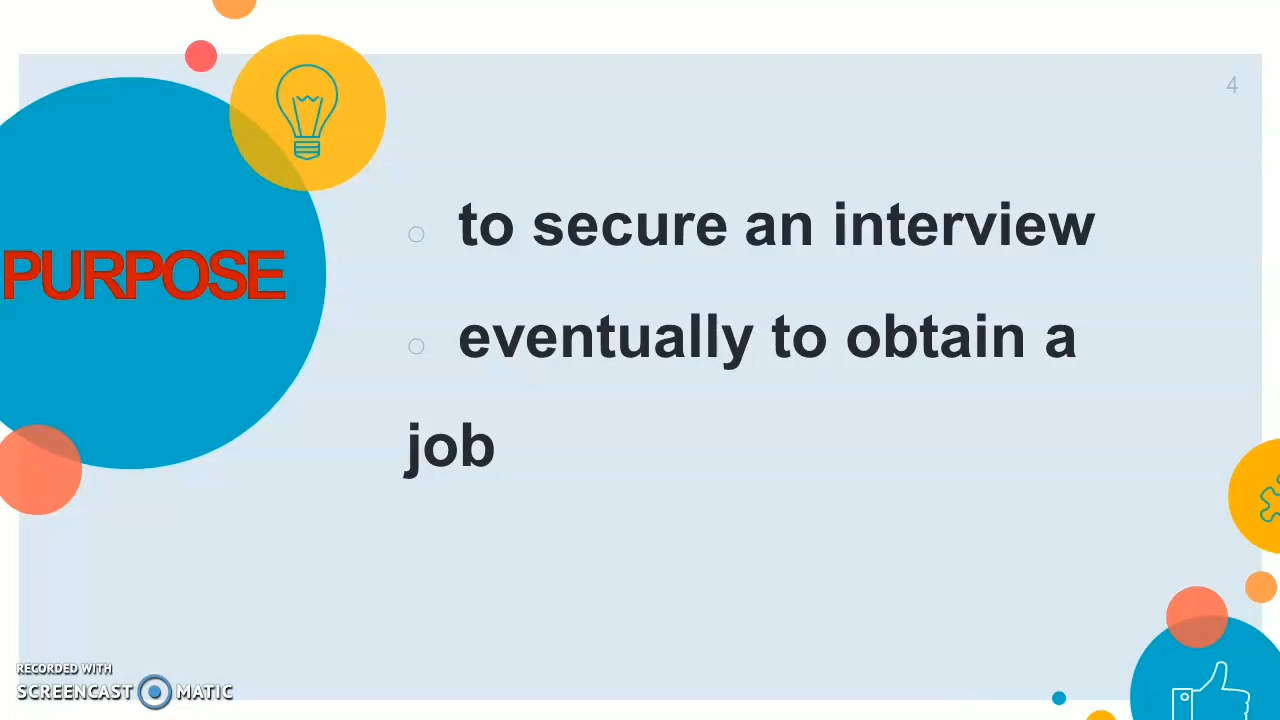 4
PURPOSE
to secure an interview
eventually to obtain a
job
RECORDED WITH
SCREENCAST MATIC